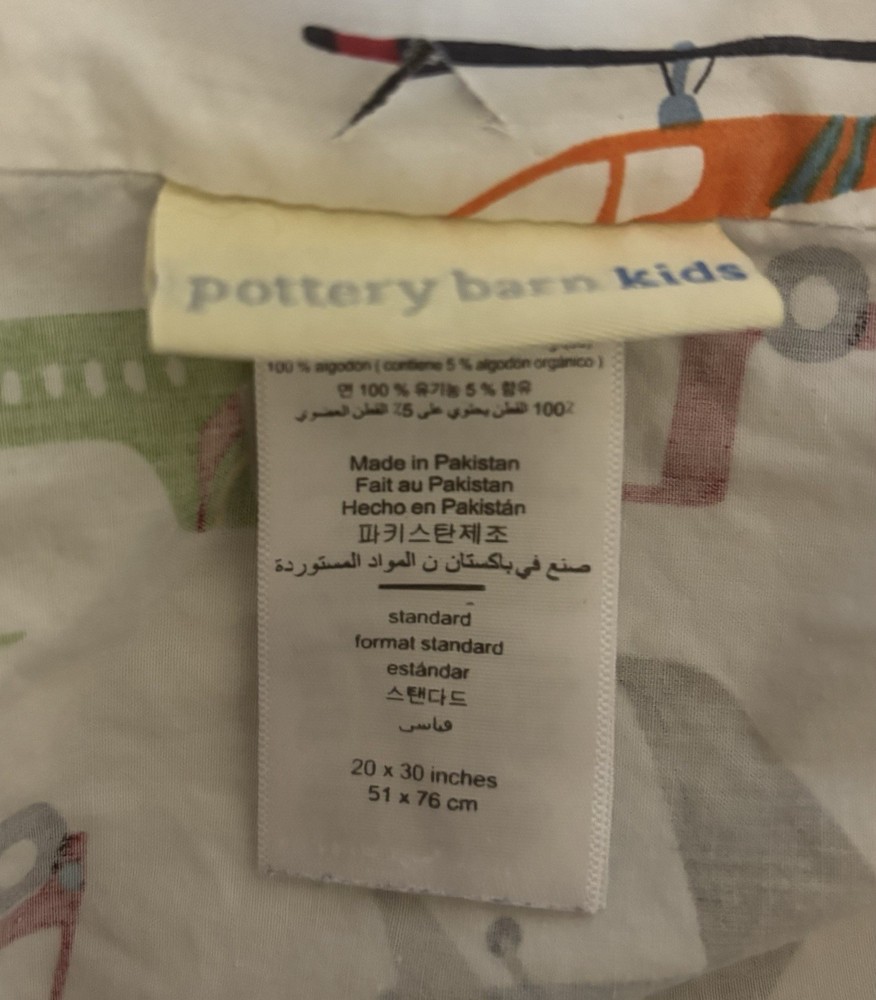 pottery barn kids
100 % algodón ( contiene 5 % algodón orgánico )
면 100 % 유기농 5 % 함유
100٪ القطن يحتوي على 5٪ القطن العضوي
Made in Pakistan
Fait au Pakistan
Hecho en Pakistán
파키스탄제조
صنع في باكستان ن المواد المستوردة
standard
format standard
estándar
스탠다드
قياسى
20 x 30 inches
51 x 76 cm